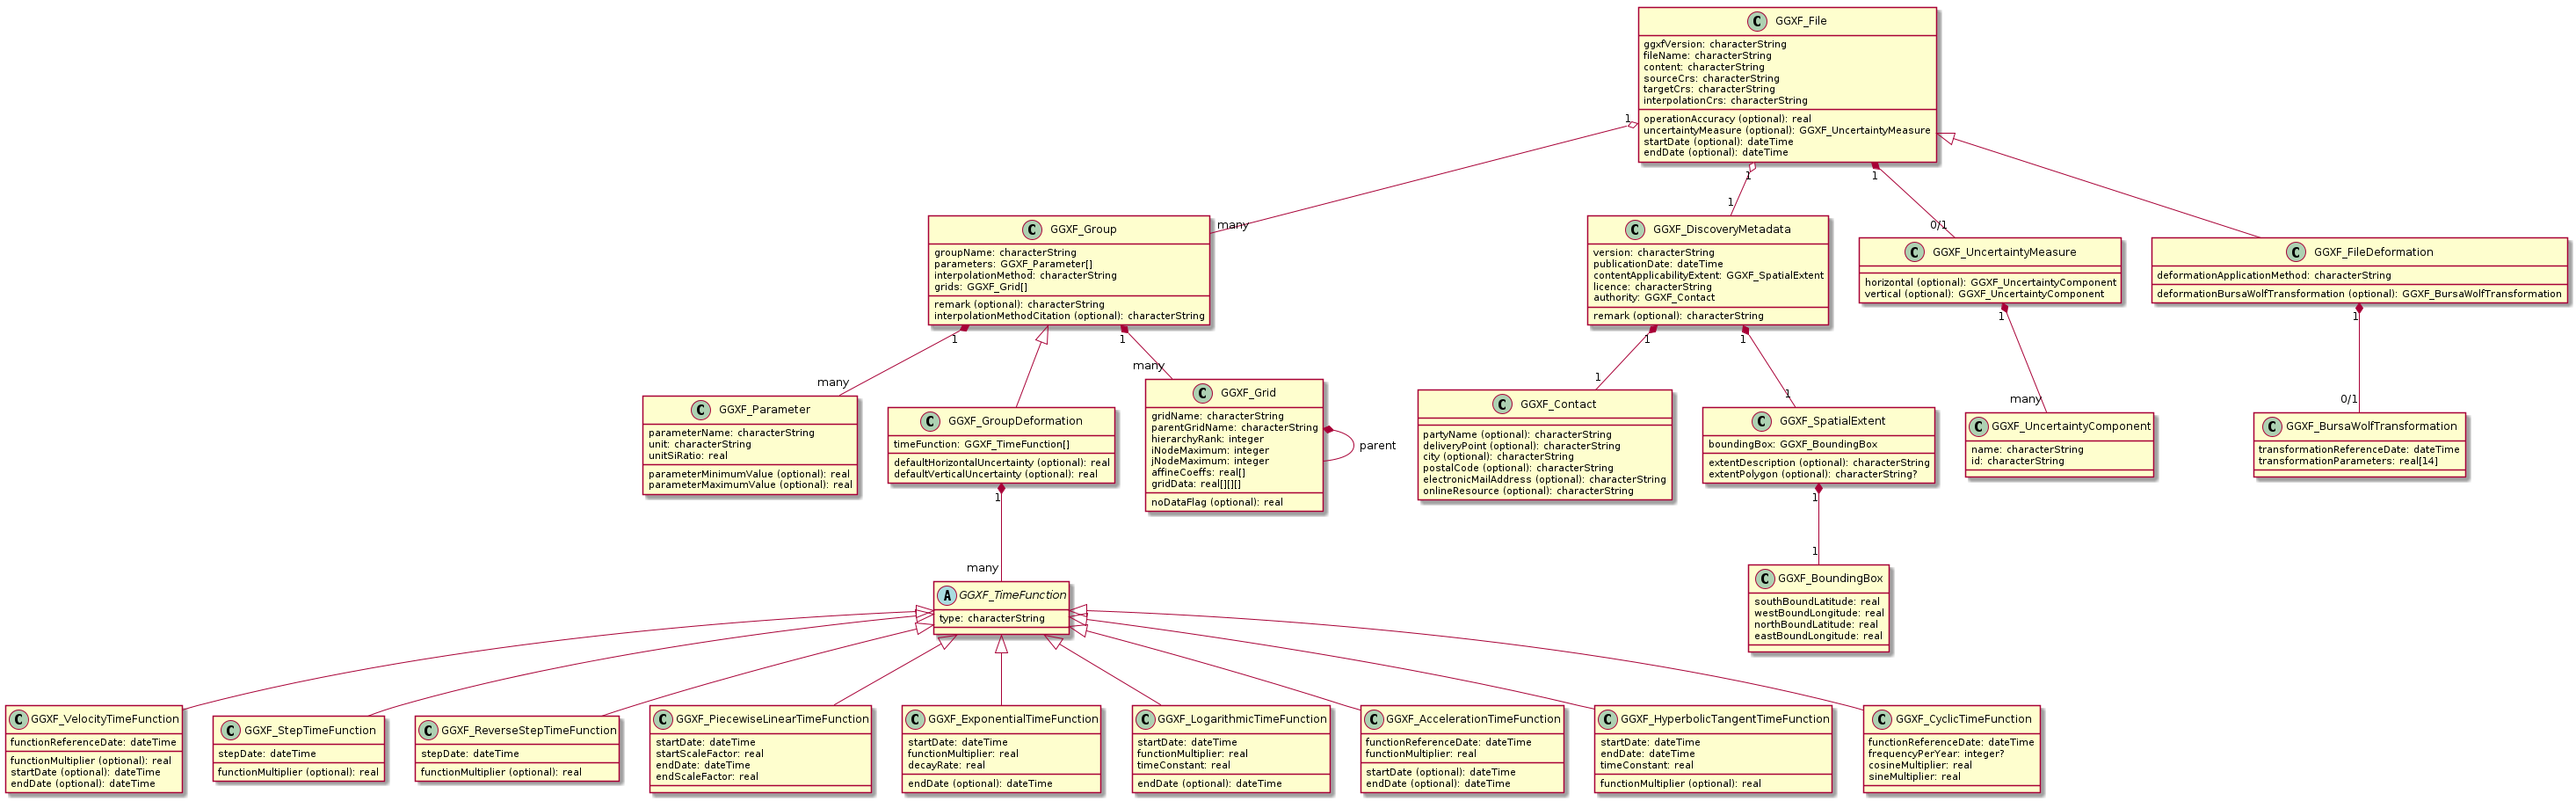 C GGXF_File
ggxfVersion: characterString
fileName: characterString
content: characterString
sourceCrs: characterString
targetCrs: characterString
interpolationCrs: characterString
operationAccuracy (optional): real
uncertaintyMeasure (optional): GGXF_UncertaintyMeasure
startDate (optional): dateTime
endDate (optional): dateTime
1
1
1
many
1
0/1
C GGXF_Group
groupName: characterString
parameters: GGXF_Parameter[]
interpolationMethod: characterString
grids: GGXF_Grid[]
remark (optional): characterString
interpolationMethodCitation (optional): characterString
C GGXF_DiscoveryMetadata
version: characterString
publicationDate: dateTime
contentApplicabilityExtent: GGXF_SpatialExtent
licence: characterString
authority: GGXF_Contact
remark (optional): characterString
C GGXF_UncertaintyMeasure
horizontal (optional): GGXF_UncertaintyComponent
vertical (optional): GGXF_UncertaintyComponent
C GGXF_FileDeformation
deformationApplicationMethod: characterString
deformationBursaWolfTransformation (optional): GGXF_BursaWolfTransformation
1
1
1
1
1
1
many
many
1
1
many
0/1
C GGXF_Parameter
parameterName: characterString
unit: characterString
unitSiRatio: real
parameterMinimumValue (optional): real
parameterMaximumValue (optional): real
C GGXF_GroupDeformation
timeFunction: GGXF_TimeFunction[]
defaultHorizontalUncertainty (optional): real
defaultVerticalUncertainty (optional): real
C GGXF_Grid
gridName: characterString
parentGridName: characterString
hierarchyRank: integer
iNodeMaximum: integer
jNodeMaximum: integer
affineCoeffs: real[]
gridData: real[][][]
noDataFlag (optional): real
parent
C GGXF_Contact
partyName (optional): characterString
deliveryPoint (optional): characterString
city (optional): characterString
postalCode (optional): characterString
electronicMailAddress (optional): characterString
onlineResource (optional): characterString
C GGXF_SpatialExtent
boundingBox: GGXF_BoundingBox
extentDescription (optional): characterString
extentPolygon (optional): characterString?
C GGXF_UncertaintyComponent
name: characterString
id: characterString
C GGXF_BursaWolfTransformation
transformationReferenceDate: dateTime
transformationParameters: real[14]
1
many
1
1
A GGXF_TimeFunction
type: characterString
C GGXF_BoundingBox
southBoundLatitude: real
westBoundLongitude: real
northBoundLatitude: real
eastBoundLongitude: real
C GGXF_VelocityTimeFunction
functionReferenceDate: dateTime
functionMultiplier (optional): real
startDate (optional): dateTime
endDate (optional): dateTime
C GGXF_StepTimeFunction
stepDate: dateTime
functionMultiplier (optional): real
C GGXF_ReverseStepTimeFunction
stepDate: dateTime
functionMultiplier (optional): real
C GGXF_PiecewiseLinearTimeFunction
startDate: dateTime
startScaleFactor: real
endDate: dateTime
endScaleFactor: real
C GGXF_ExponentialTimeFunction
startDate: dateTime
functionMultiplier: real
decayRate: real
endDate (optional): dateTime
C GGXF_LogarithmicTimeFunction
startDate: dateTime
functionMultiplier: real
timeConstant: real
endDate (optional): dateTime
C GGXF_AccelerationTimeFunction
functionReferenceDate: dateTime
functionMultiplier: real
startDate (optional): dateTime
endDate (optional): dateTime
C GGXF_HyperbolicTangentTimeFunction
startDate: dateTime
endDate: dateTime
timeConstant: real
functionMultiplier (optional): real
C GGXF_CyclicTimeFunction
functionReferenceDate: dateTime
frequencyPerYear: integer?
cosineMultiplier: real
sineMultiplier: real